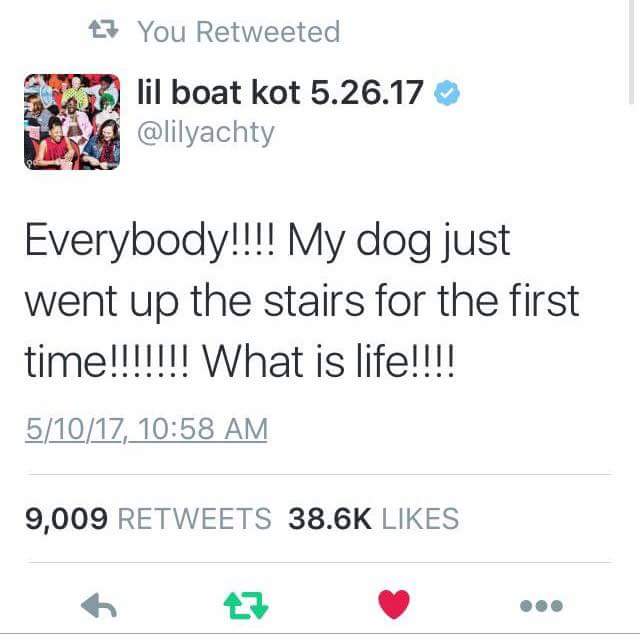 You Retweeted
lil boat kot 5.26.17
@lilyachty
Everybody!!!! My dog just
went up the stairs for the first
time!!!!!!! What is life!!!!
5/10/17, 10:58 AM
9,009 RETWEETS 38.6K LIKES